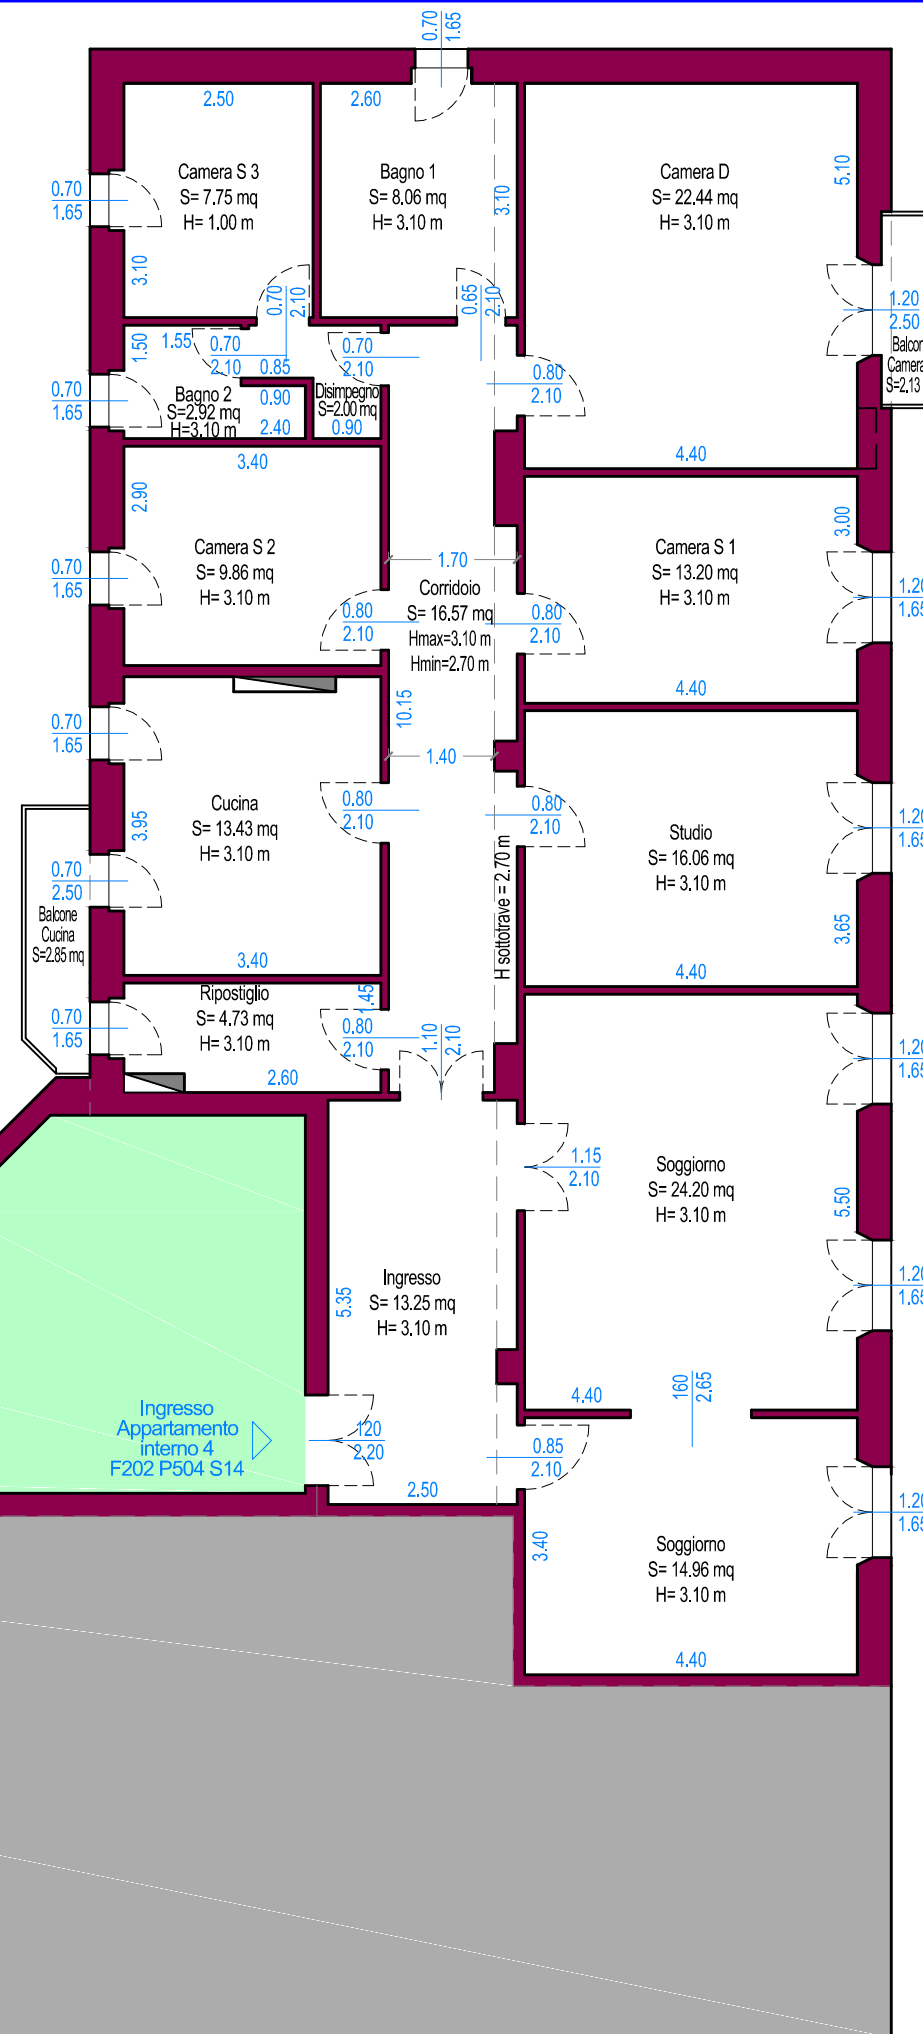 0.70
1.65
2.50
2.60
Camera S 3
S= 7.75 mq
H= 1.00 m
Bagno 1
S= 8.06 mq
H= 3.10 m
Camera D
S= 22.44 mq
H= 3.10 m
5.10
3.10
0.70
1.65
3.10
0.70
2.10
0.65
2.10
1.20
2.50
1.50
1.55
0.70
2.10
0.85
0.70
2.10
0.80
2.10
0.70
1.65
Bagno 2
S=2.92 mq
H=3.10 m
0.90
2.40
Disimpegno
S=2.00 mq
0.90
S=2.13
3.40
4.40
2.90
3.00
Camera S 2
S= 9.86 mq
H= 3.10 m
1.70
Camera S 1
S= 13.20 mq
H= 3.10 m
0.70
1.65
Corridoio
S= 16.57 mq
Hmax=3.10 m
Hmin=2.70 m
0.80
2.10
0.80
2.10
4.40
10.15
0.70
1.65
1.40
Cucina
S= 13.43 mq
H= 3.10 m
3.95
0.80
2.10
0.80
2.10
Studio
S= 16.06 mq
H= 3.10 m
0.70
2.50
Balcone
Cucina
S=2.85 mq
H sottotrave = 2.70 m
3.65
3.40
4.40
Ripostiglio
S= 4.73 mq
H= 3.10 m
1.45
0.70
1.65
0.80
2.10
1.10
2.10
2.60
1.15
2.10
Soggiorno
S= 24.20 mq
H= 3.10 m
5.50
Ingresso
S= 13.25 mq
H= 3.10 m
5.35
4.40
160
2.65
Ingresso
Appartamento
interno 4
F202 P504 S14
120
2.20
0.85
2.10
2.50
3.40
Soggiorno
S= 14.96 mq
H= 3.10 m
4.40